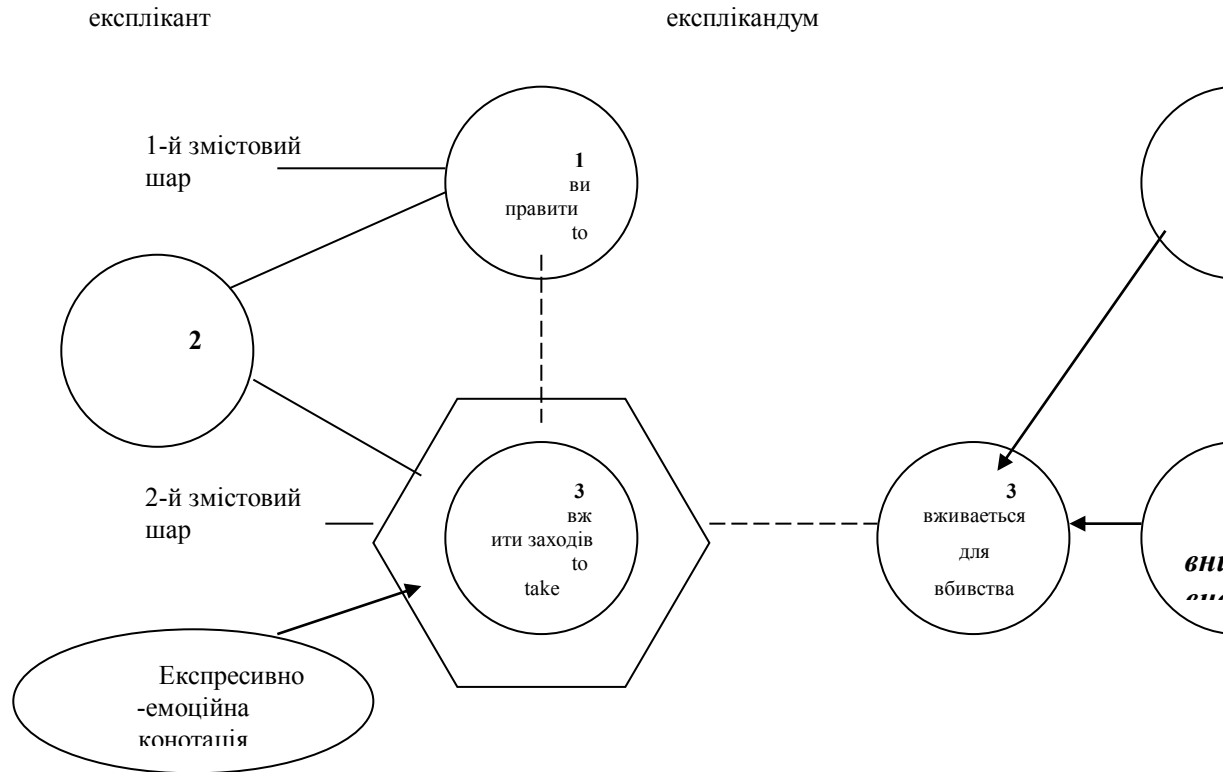 експлікант
експлікандум
1-й змістовий
шар
1
ви
правити
to
2
2-й змістовий
шар
3
вж
ити заходів
to
take
3
вживаеться
для
вбивства
Експресивно
-емоційна
конотація